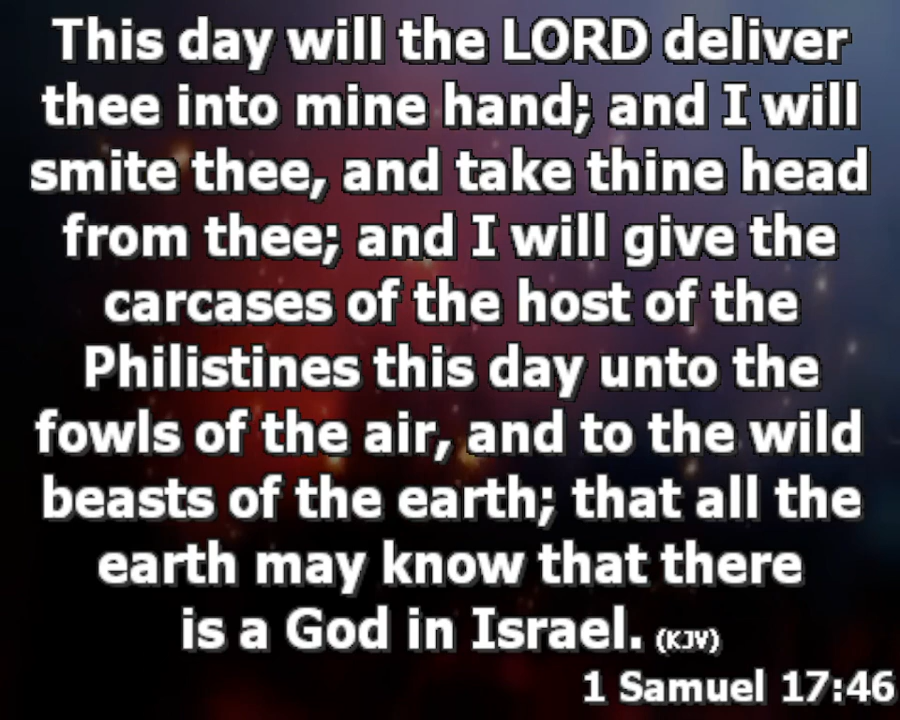 This day will the LORD deliver
thee into mine hand; and I will
smite thee, and take thine head
from thee; and I will give the
carcases of the host of the
Philistines this day unto the
fowls of the air, and to the wild
beasts of the earth; that all the
earth may know that there
is a God in Israel. (KJV)
1 Samuel 17:46